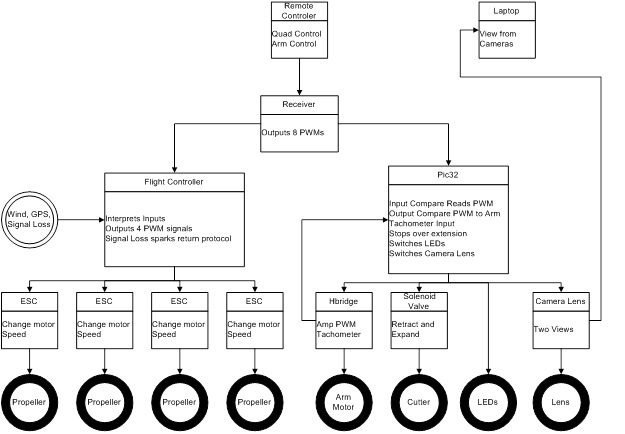 Remote
Controler
Quad Control
Arm Control
Laptop
View from
Cameras
Receiver
Outputs 8 PWMs
Flight Controller
Interprets Inputs
Outputs 4 PWM signals
Signal Loss sparks return protocol
Pic32
Input Compare Reads PWM
Output Compare PWM to Arm
Tachometer Input
Stops over extension
Switches LEDs
Switches Camera Lens
Wind, GPS,
Signal Loss
ESC
Change motor
Speed
ESC
Change motor
Speed
ESC
Change motor
Speed
ESC
Change motor
Speed
Hbridge
Amp PWM
Tachometer
Solenoid
Valve
Retract and
Expand
Camera Lens
Two Views
Propeller
Propeller
Propeller
Propeller
Arm
Motor
Cutter
LEDs
Lens